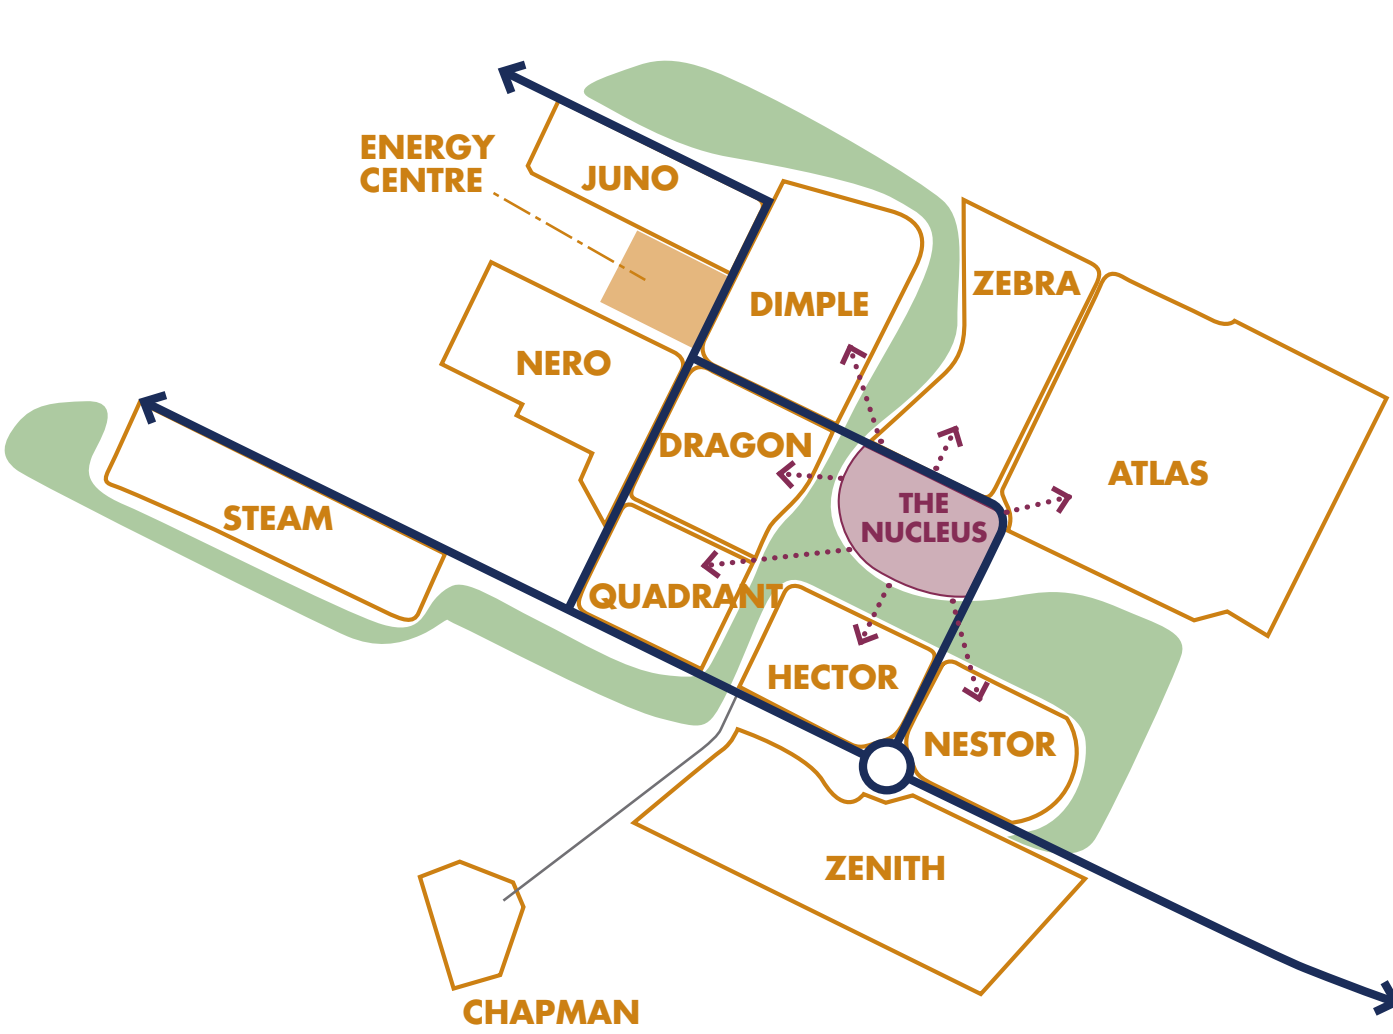 ENERGY
CENTRE
JUNO
DIMPLE
ZEBRA
NERO
DRAGON
ATLAS
THE
NUCLEUS
STEAM
QUADRANT
HECTOR
NESTOR
ZENITH
CHAPMAN